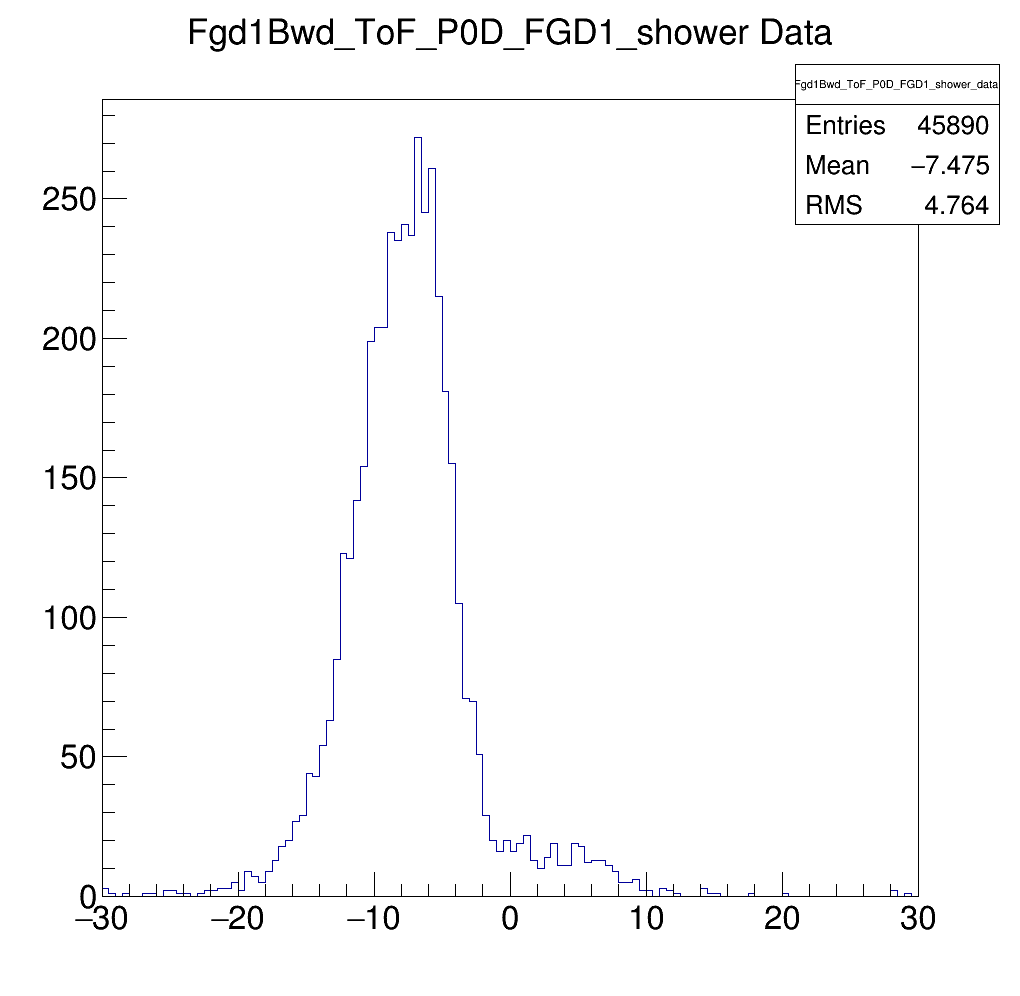 Fgd1Bwd_ToF_P0D_FGD1_shower Data
Fgd1Bwd_ToF_P0D_FGD1_shower_data
Entries 45890
Mean −7.475
RMS 4.764
250
200
150
100
50
0
−30 −20 −10 0 10 20 30